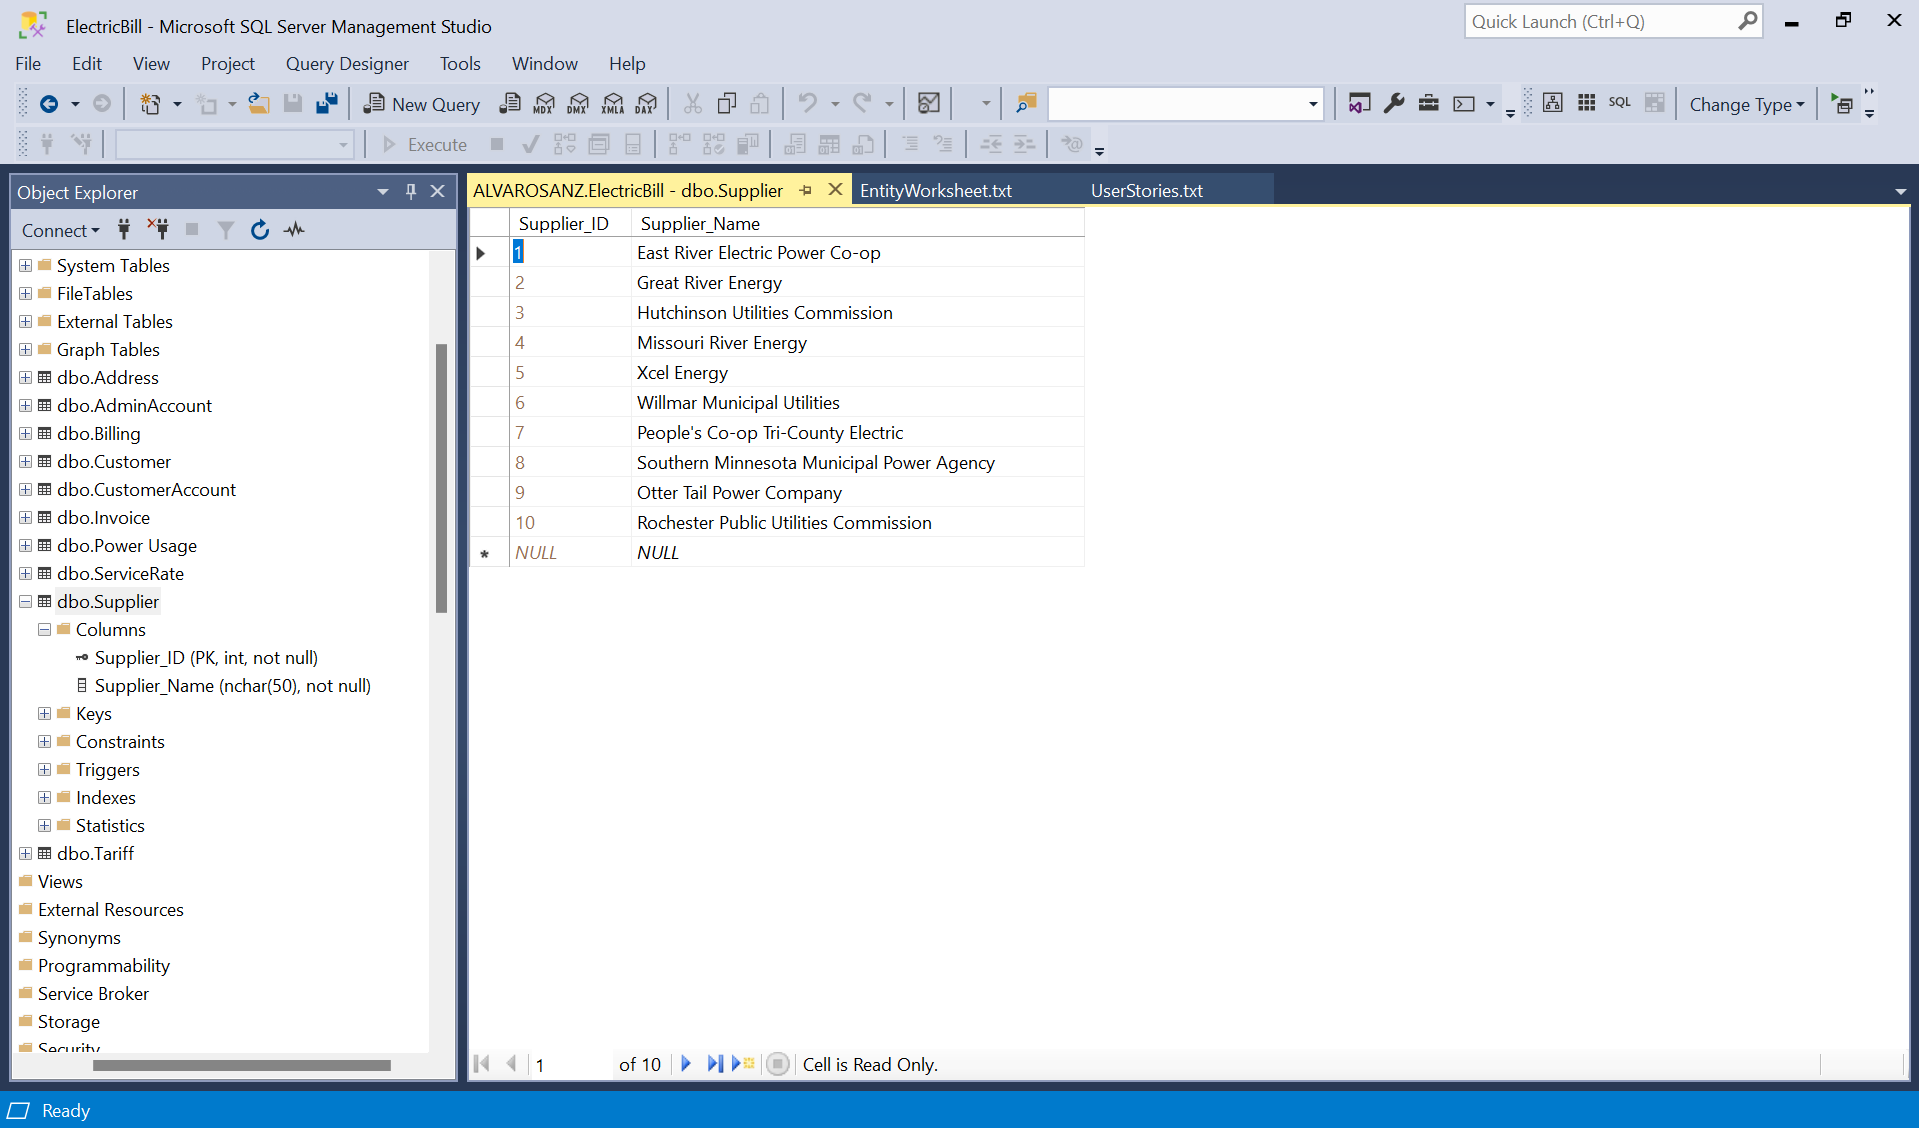 ElectricBill - Microsoft SQL Server Management Studio
Quick Launch (Ctrl+Q)
File Edit View Project Query Designer Tools Window Help
New Query MDX DMX XMLA DAX SQL Change Type
Execute
Object Explorer
Connect
System Tables
FileTables
External Tables
Graph Tables
dbo.Address
dbo.AdminAccount
dbo.Billing
dbo.Customer
dbo.CustomerAccount
dbo.Invoice
dbo.Power Usage
dbo.ServiceRate
dbo.Supplier
Columns
Supplier_ID (PK, int, not null)
Supplier_Name (nchar(50), not null)
Keys
Constraints
Triggers
Indexes
Statistics
dbo.Tariff
Views
External Resources
Synonyms
Programmability
Service Broker
Storage
Security
ALVAROSANZ.ElectricBill - dbo.Supplier EntityWorksheet.txt UserStories.txt
Supplier_ID Supplier_Name
1 East River Electric Power Co-op
2 Great River Energy
3 Hutchinson Utilities Commission
4 Missouri River Energy
5 Xcel Energy
6 Willmar Municipal Utilities
7 People's Co-op Tri-County Electric
8 Southern Minnesota Municipal Power Agency
9 Otter Tail Power Company
10 Rochester Public Utilities Commission
* NULL NULL
1 of 10 Cell is Read Only.
Ready